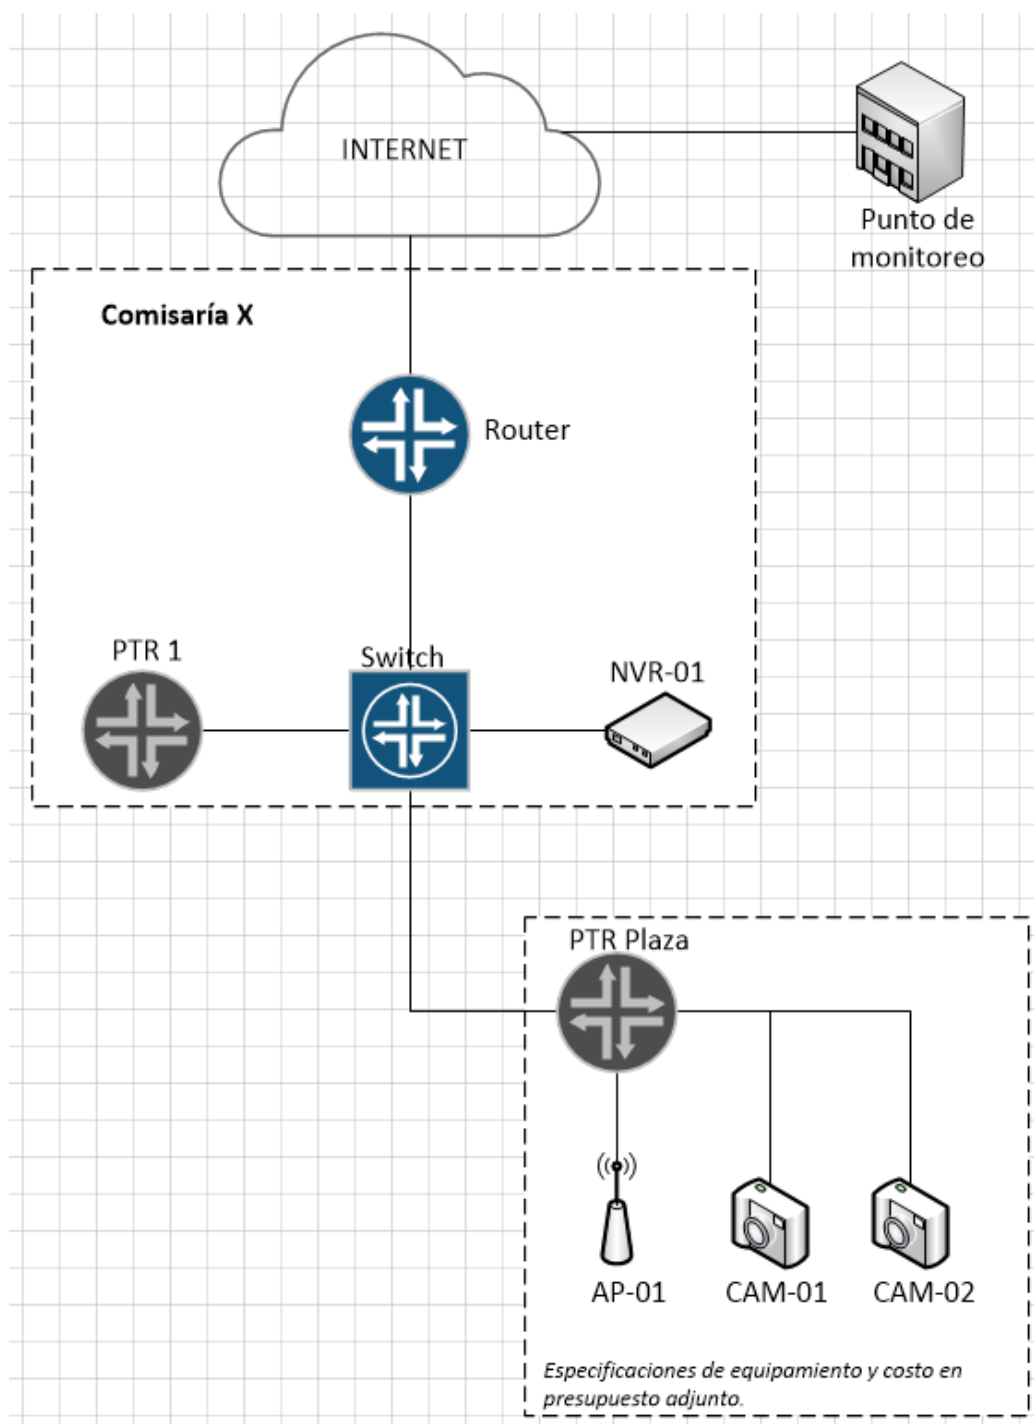 INTERNET
Punto de
monitoreo
Comisaría X
Router
PTR 1
Switch
NVR-01
PTR Plaza
AP-01
CAM-01
CAM-02
Especificaciones de equipamiento y costo en
presupuesto adjunto.